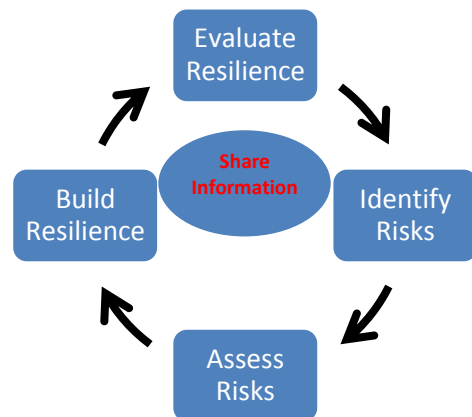 Evaluate
Resilience
Share
Information
Build
Resilience
Identify
Risks
Assess
Risks